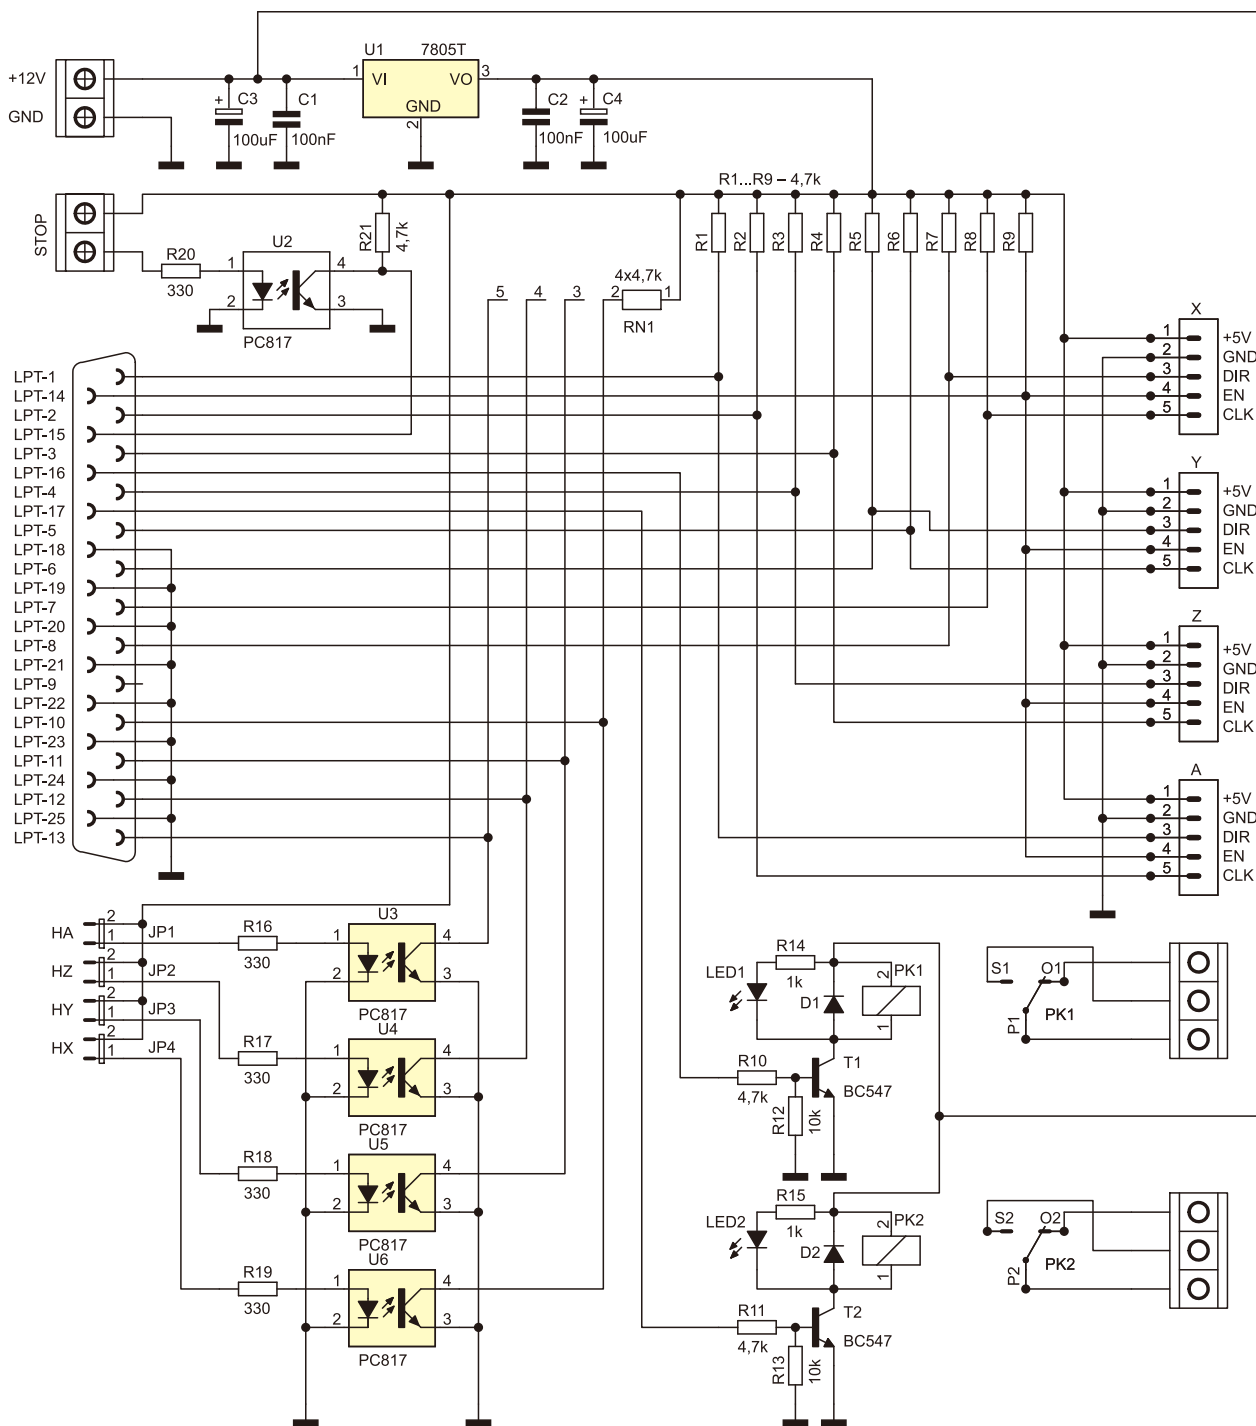 U1 7805T
+12V
1 VI VO 3
GND
GND
2
+ C3 C1
100uF 100nF
C2 + C4
100nF 100uF
R1...R9 – 4,7k
STOP
R20
330
U2
1 4
2 3
PC817
R21
4,7k
R1
R2
R3
R4
R5
R6
R7
R8
R9
5 4 3
4x4,7k
2 1
RN1
LPT-1
LPT-14
LPT-2
LPT-15
LPT-3
LPT-16
LPT-4
LPT-17
LPT-5
LPT-18
LPT-6
LPT-19
LPT-7
LPT-20
LPT-8
LPT-21
LPT-9
LPT-22
LPT-10
LPT-23
LPT-11
LPT-24
LPT-12
LPT-25
LPT-13
X
1 +5V
2 GND
3 DIR
4 EN
5 CLK
Y
1 +5V
2 GND
3 DIR
4 EN
5 CLK
Z
1 +5V
2 GND
3 DIR
4 EN
5 CLK
A
1 +5V
2 GND
3 DIR
4 EN
5 CLK
HA 2 1 JP1
HZ 2 1 JP2
HY 2 1 JP3
HX 2 1 JP4
R16
330
U3
1 4
2 3
PC817
R17
330
U4
1 4
2 3
PC817
R18
330
U5
1 4
2 3
PC817
R19
330
U6
1 4
2 3
PC817
R14
1k
LED1
D1
2 PK1
1
R10
4,7k
T1
BC547
R12
10k
S1 O1
P1
PK1
R15
1k
LED2
D2
2 PK2
1
R11
4,7k
T2
BC547
R13
10k
S2 O2
P2
PK2